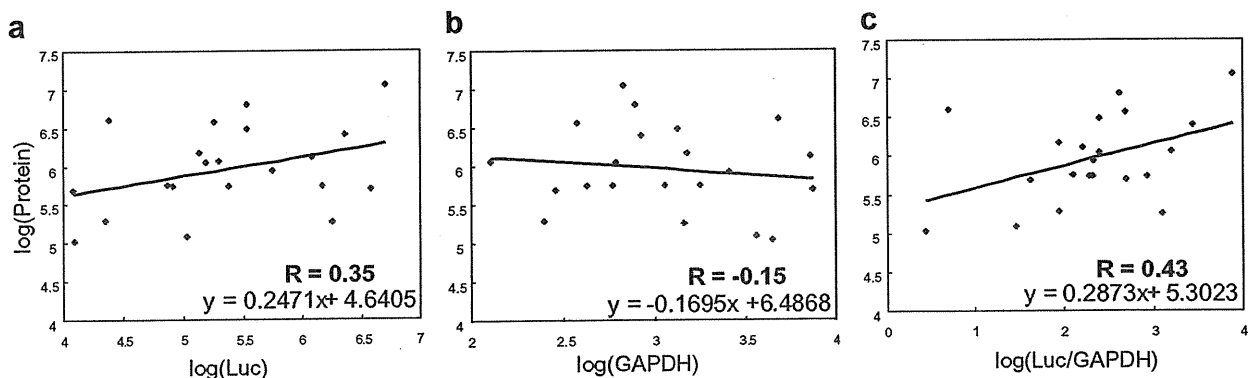 a
7.5
7
6.5
6
5.5
5
4.5
4
log(Protein)
R = 0.35
y = 0.2471x+ 4.6405
4 4.5 5 5.5 6 6.5 7
log(Luc)
b
7.5
7
6.5
6
5.5
5
4.5
4
R = -0.15
y = -0.1695x +6.4868
2 2.5 3 3.5 4
log(GAPDH)
c
7.5
7
6.5
6
5.5
5
4.5
4
R = 0.43
y = 0.2873x+ 5.3023
0 1 2 3 4
log(Luc/GAPDH)